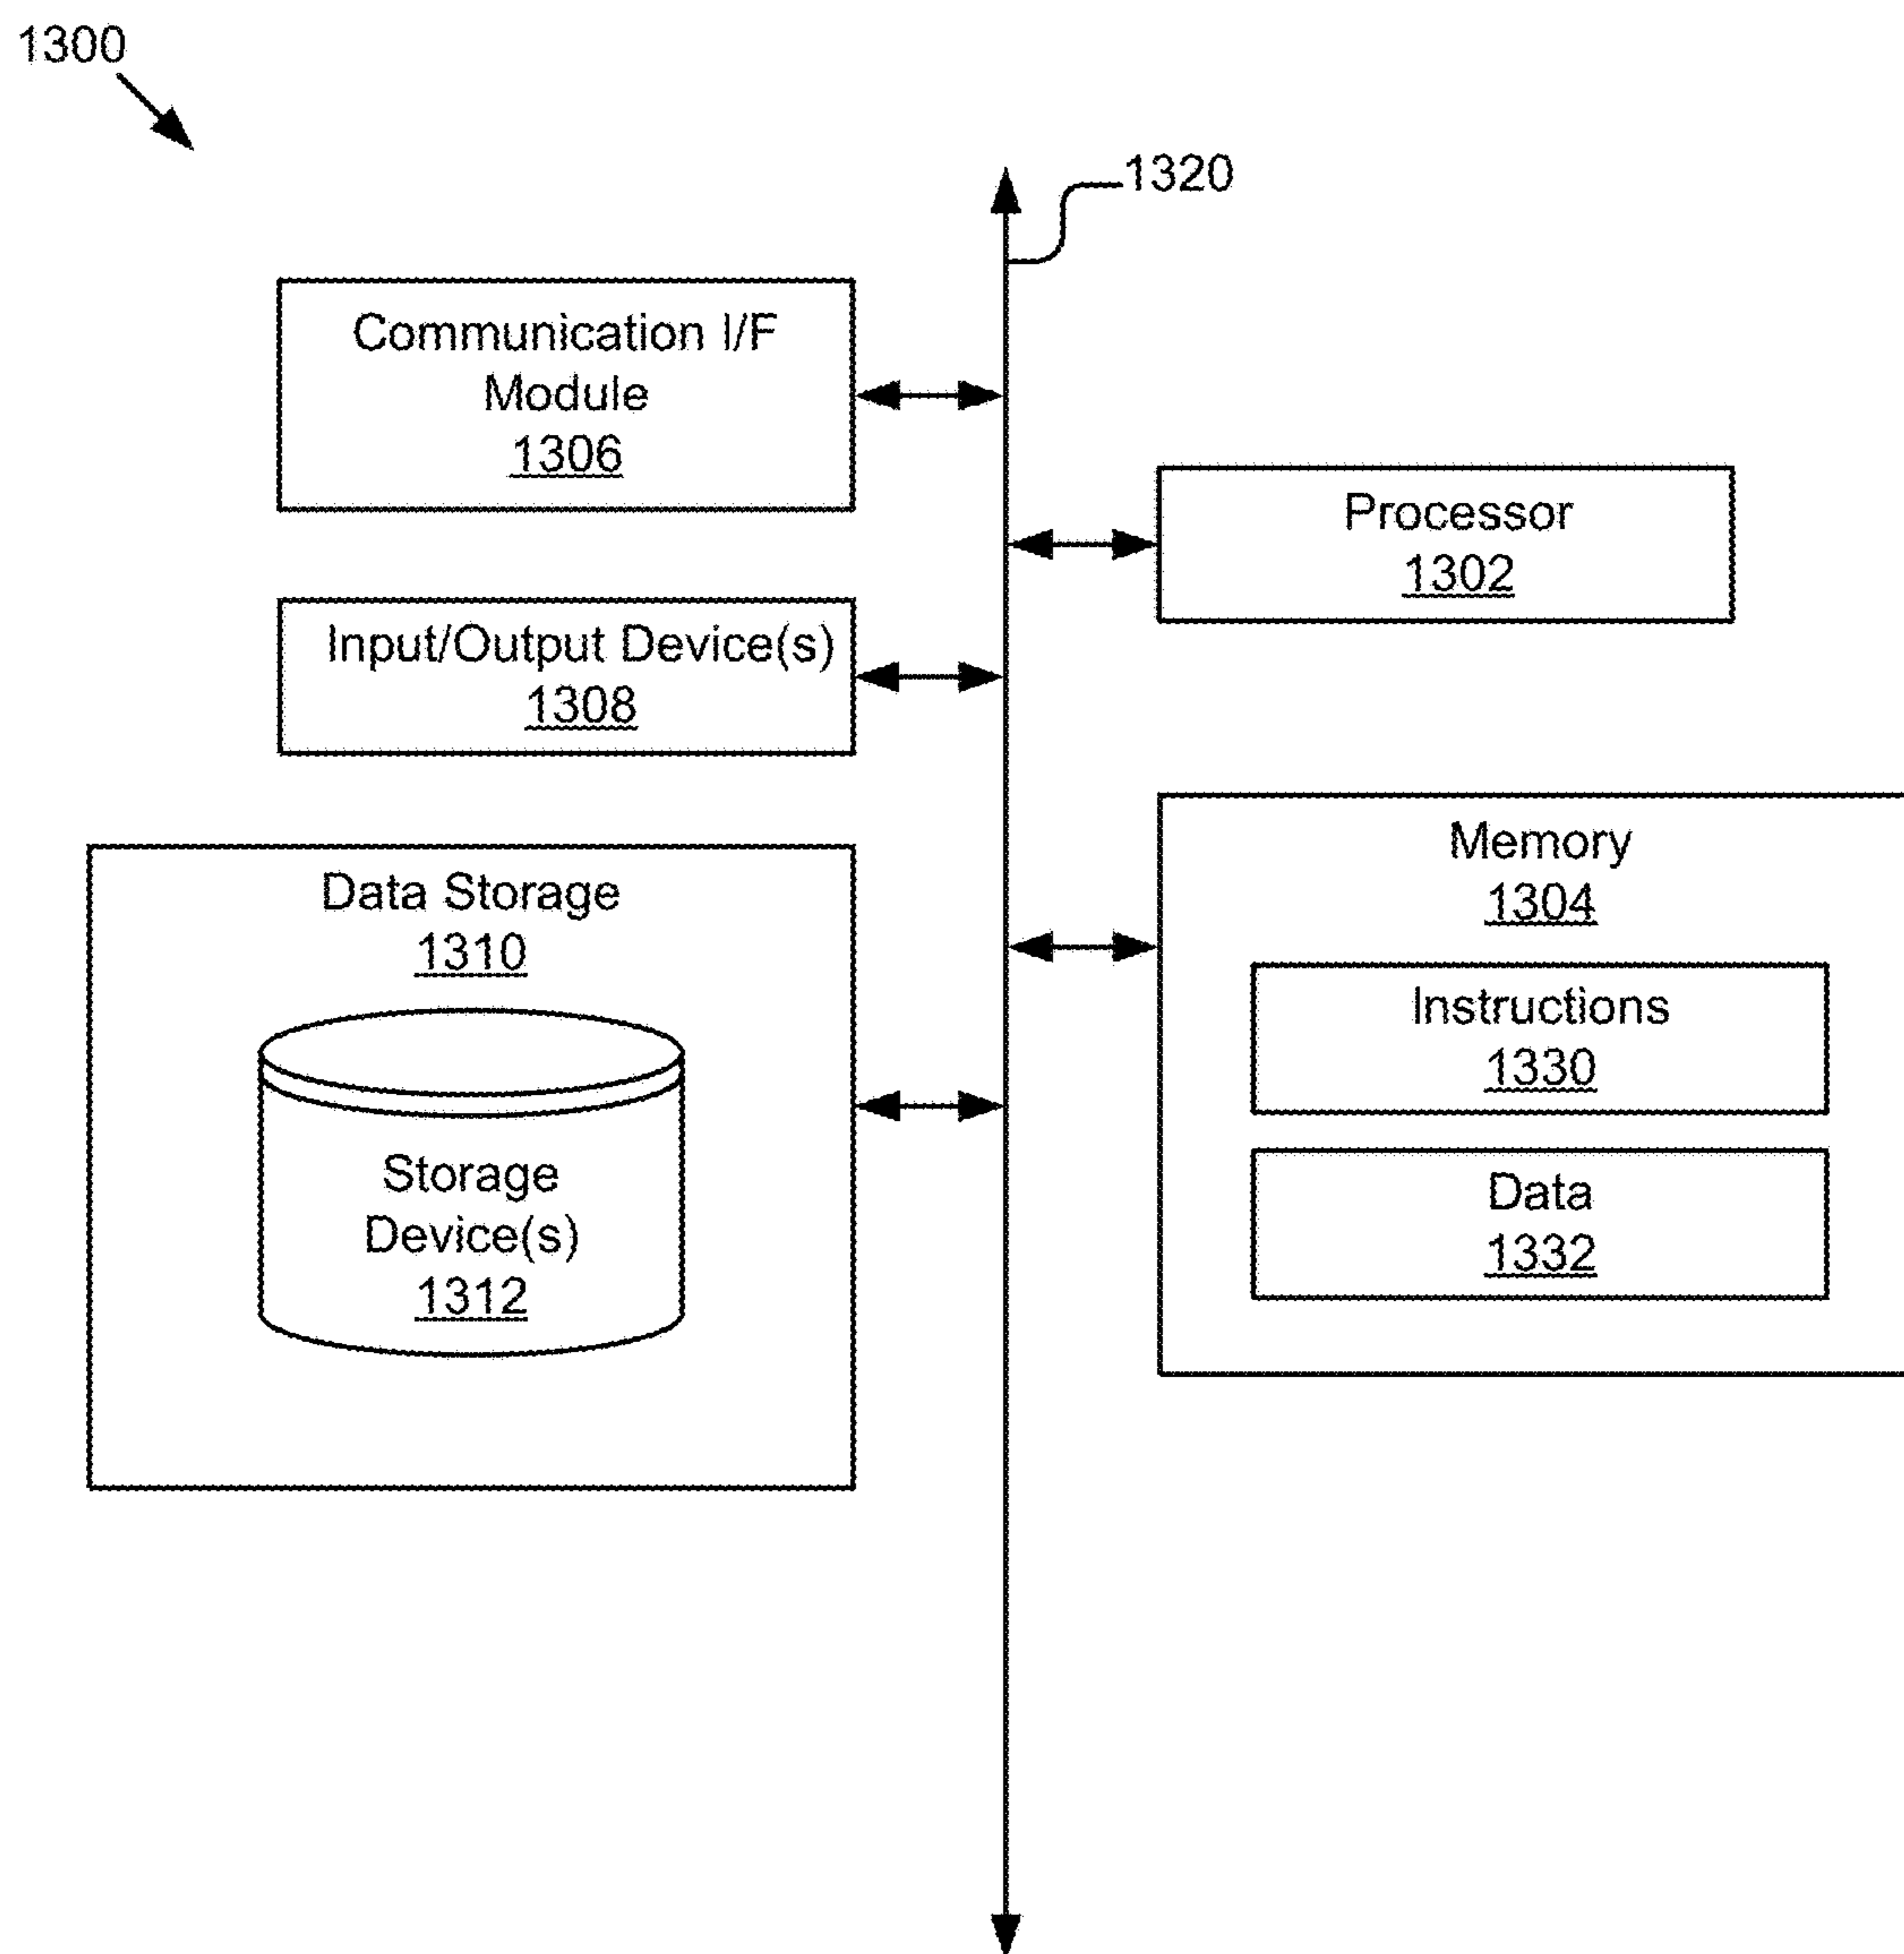 1300
1320
Communication I/F
Module
1306
Processor
1302
Input/Output Device(s)
1308
Memory
1304
Data Storage
1310
Instructions
1330
Storage
Device(s)
1312
Data
1332